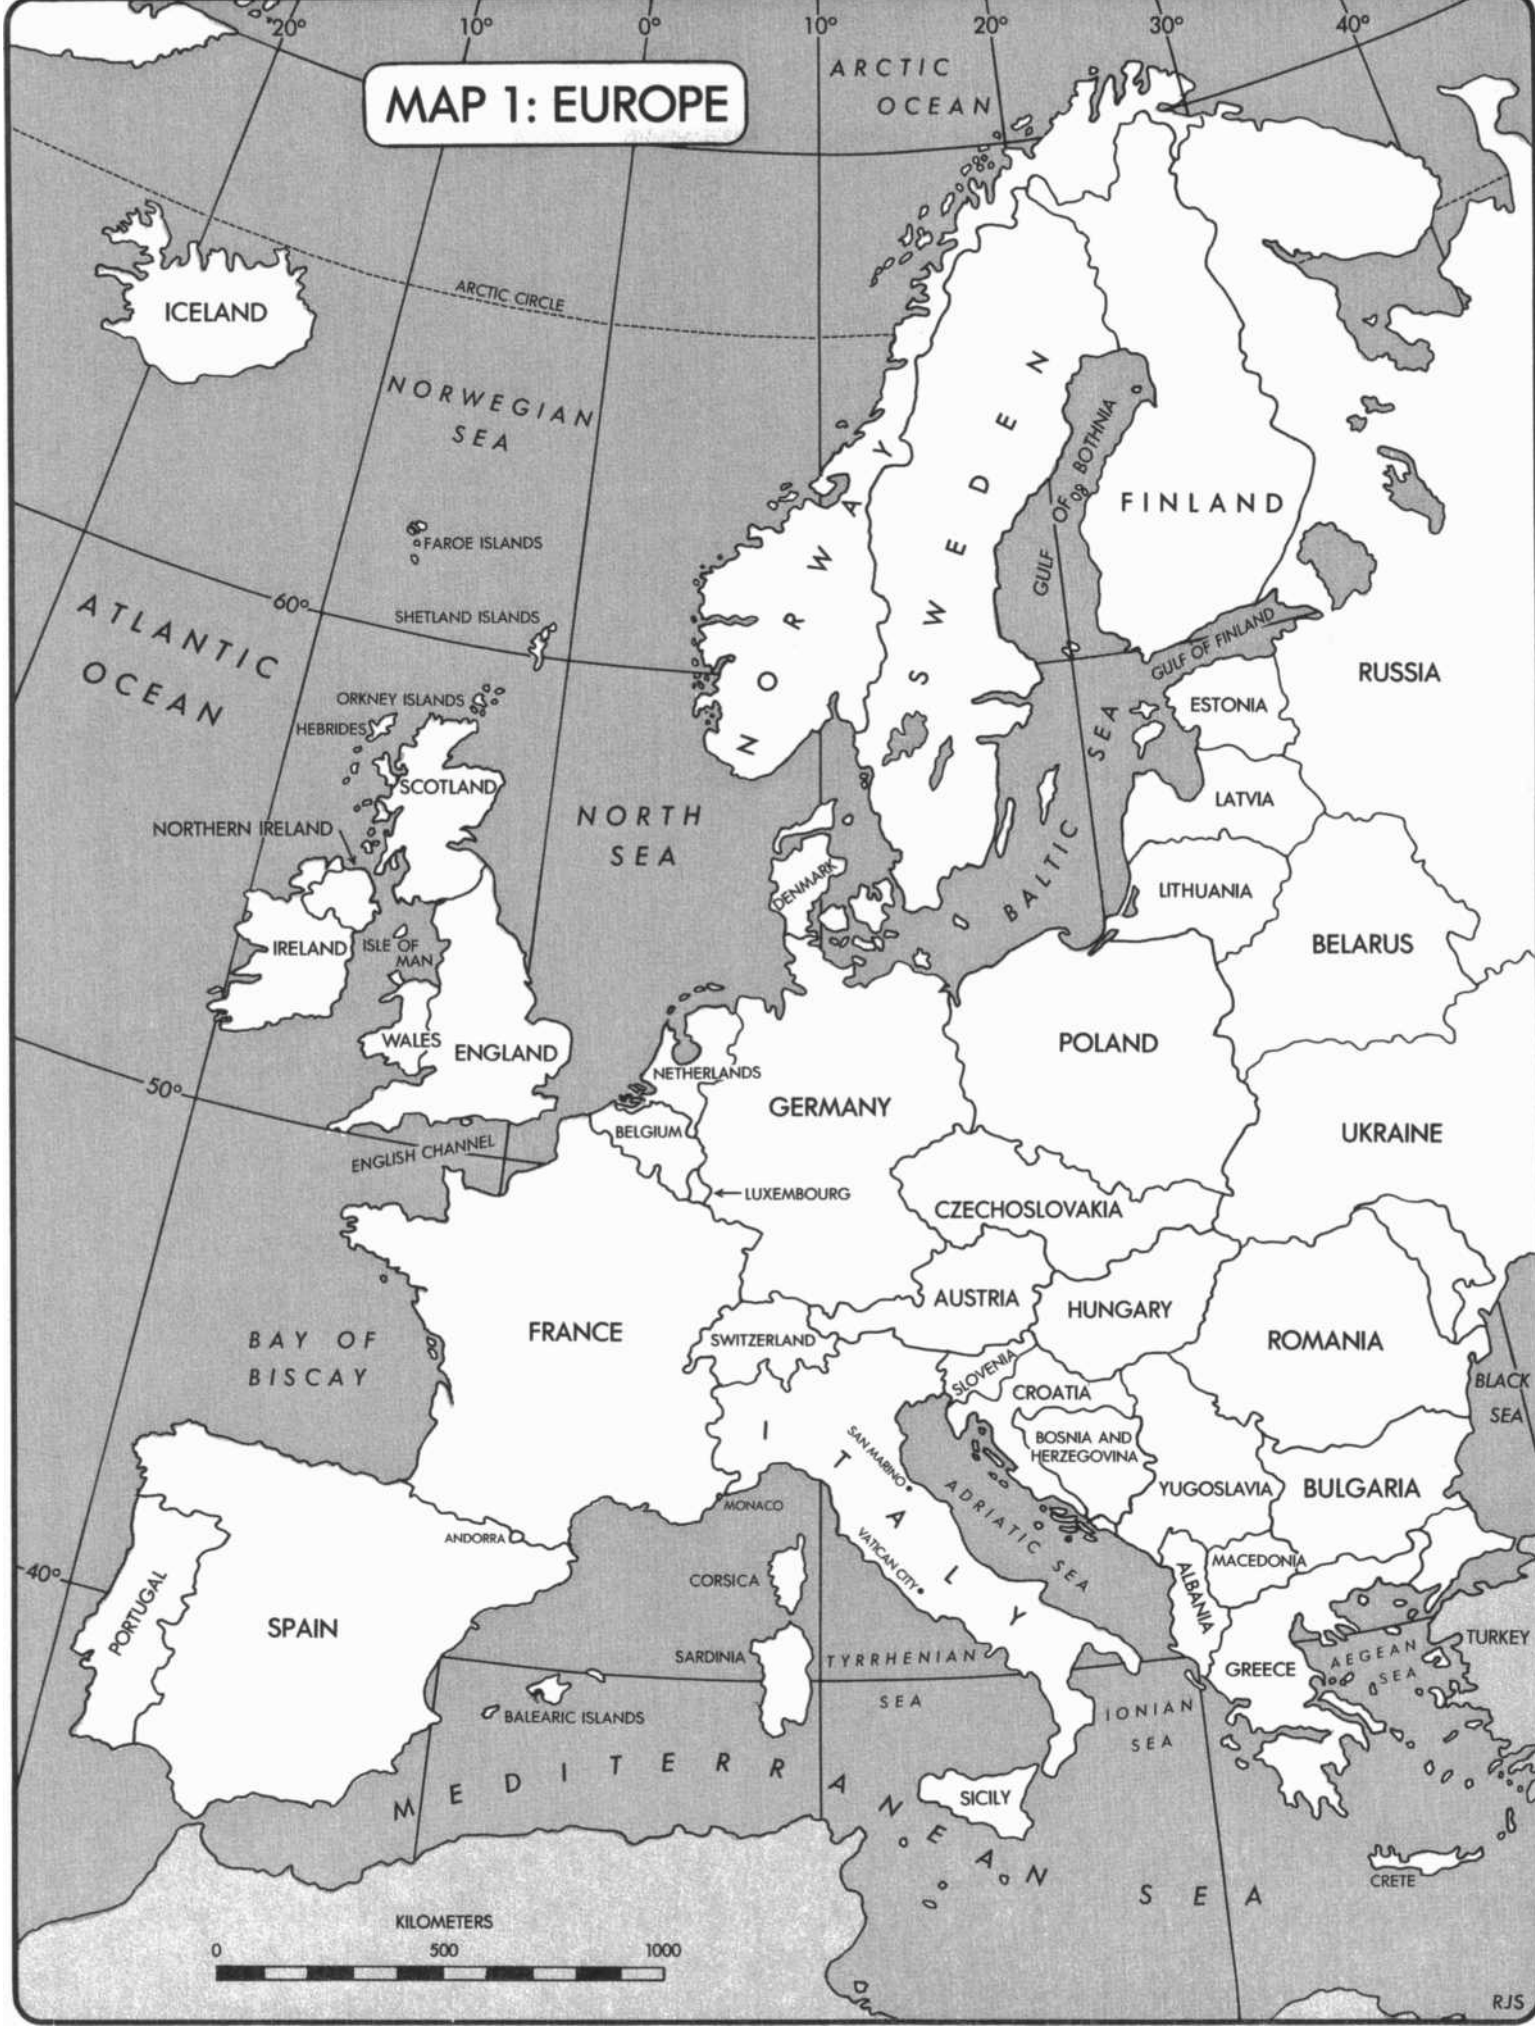 20°
10°
0°
10°
20°
30°
40°
MAP 1: EUROPE
ARCTIC
OCEAN
ICELAND
ARCTIC CIRCLE
NORWEGIAN
SEA
FAROE ISLANDS
SHETLAND ISLANDS
60°
ATLANTIC
OCEAN
ORKNEY ISLANDS
HEBRIDES
SCOTLAND
NORTHERN IRELAND
IRELAND
ISLE OF
MAN
WALES
ENGLAND
NORTH
SEA
NORWAY
SWEDEN
FINLAND
GULF OF BOTHNIA
GULF OF FINLAND
RUSSIA
ESTONIA
LATVIA
LITHUANIA
BALTIC SEA
DENMARK
BELARUS
POLAND
UKRAINE
50°
ENGLISH CHANNEL
NETHERLANDS
BELGIUM
GERMANY
LUXEMBOURG
CZECHOSLOVAKIA
AUSTRIA
HUNGARY
ROMANIA
FRANCE
SWITZERLAND
BAY OF
BISCAY
SLOVENIA
CROATIA
BOSNIA AND
HERZEGOVINA
YUGOSLAVIA
BULGARIA
BLACK
SEA
ITALY
SAN MARINO
VATICAN CITY
ADRIATIC SEA
MONACO
ANDORRA
CORSICA
SARDINIA
40°
PORTUGAL
SPAIN
BALEARIC ISLANDS
TYRRHENIAN
SEA
ALBANIA
MACEDONIA
GREECE
AEGEAN
SEA
TURKEY
IONIAN
SEA
SICILY
MEDITERRANEAN SEA
CRETE
KILOMETERS
0 500 1000
RJS